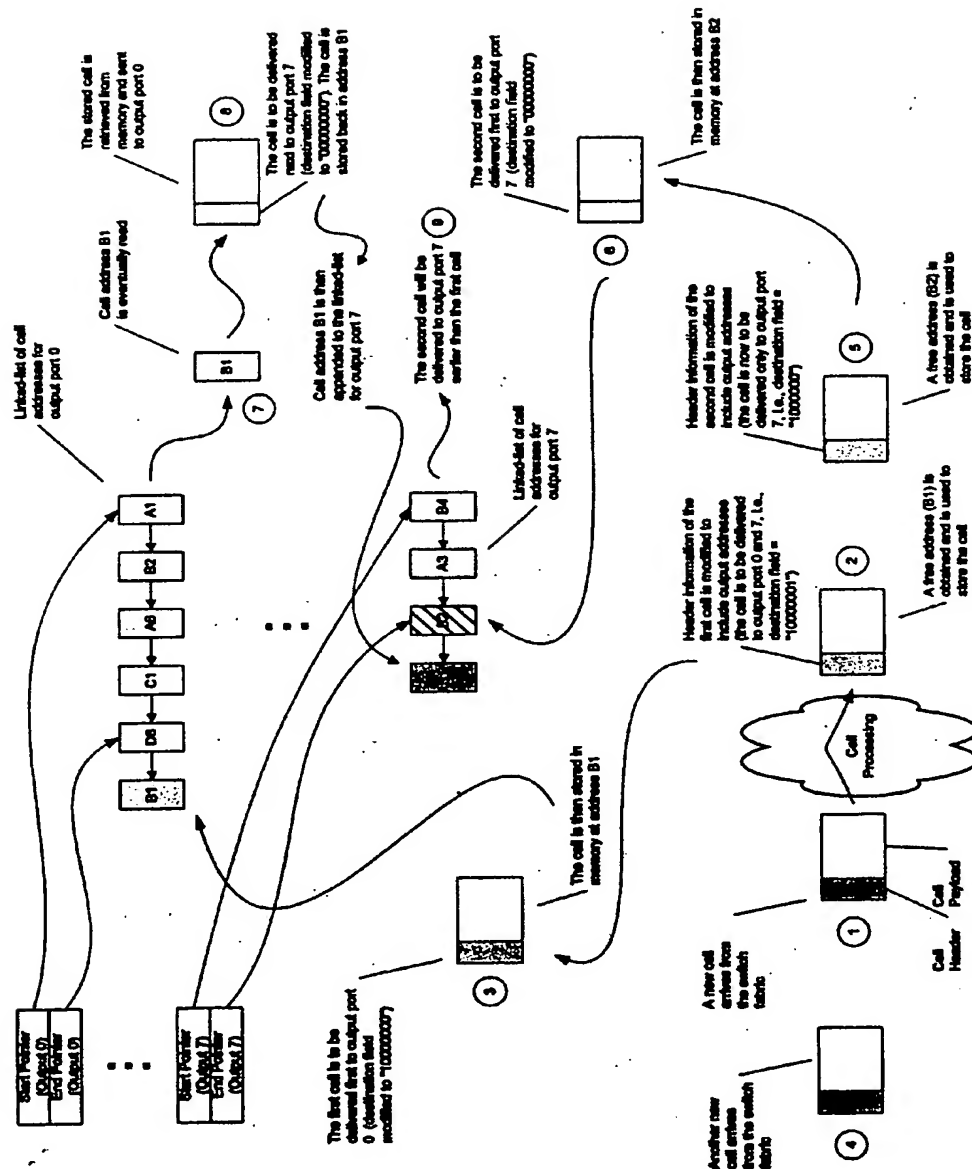 Start Pointer
(Output 0)
End Pointer
(Output 0)
Start Pointer
(Output 7)
End Pointer
(Output 7)
Linked-list of cell
addresses for
output port 0
B1
D6
C1
A6
B2
A1
B1
7
Cell address B1
is eventually read
The stored cell is
retrieved from
memory and sent
to output port 0
8
The cell is to be delivered
next to output port 7
(destination field modified
to "00000000"). The cell is
stored back in address B1
Cell address B1 is then
appended to the linked-list
for output port 7
9
The second cell will be
delivered to output port 7
earlier than the first cell
A3
B4
Linked-list of cell
addresses for
output port 7
The second cell is to be
delivered first to output port
7 (destination field
modified to "00000000")
6
The cell is then stored in
memory at address B2
The first cell is to be
delivered first to output port
0 (destination field
modified to "10000000")
3
The cell is then stored in
memory at address B1
Another new
cell arrives
from the switch
fabric
4
A new cell
arrives from
the switch
fabric
1
Cell
Header
Cell
Payload
Cell
Processing
Header information of the
first cell is modified to
include output addresses
(the cell is to be delivered
to output port 0 and 7, i.e.,
destination field =
"10000001")
2
A free address (B1) is
obtained and is used to
store the cell
Header information of the
second cell is modified to
include output addresses
(the cell is now to be
delivered only to output port
7, i.e., destination field =
"1000000")
5
A free address (B2) is
obtained and is used to
store the cell